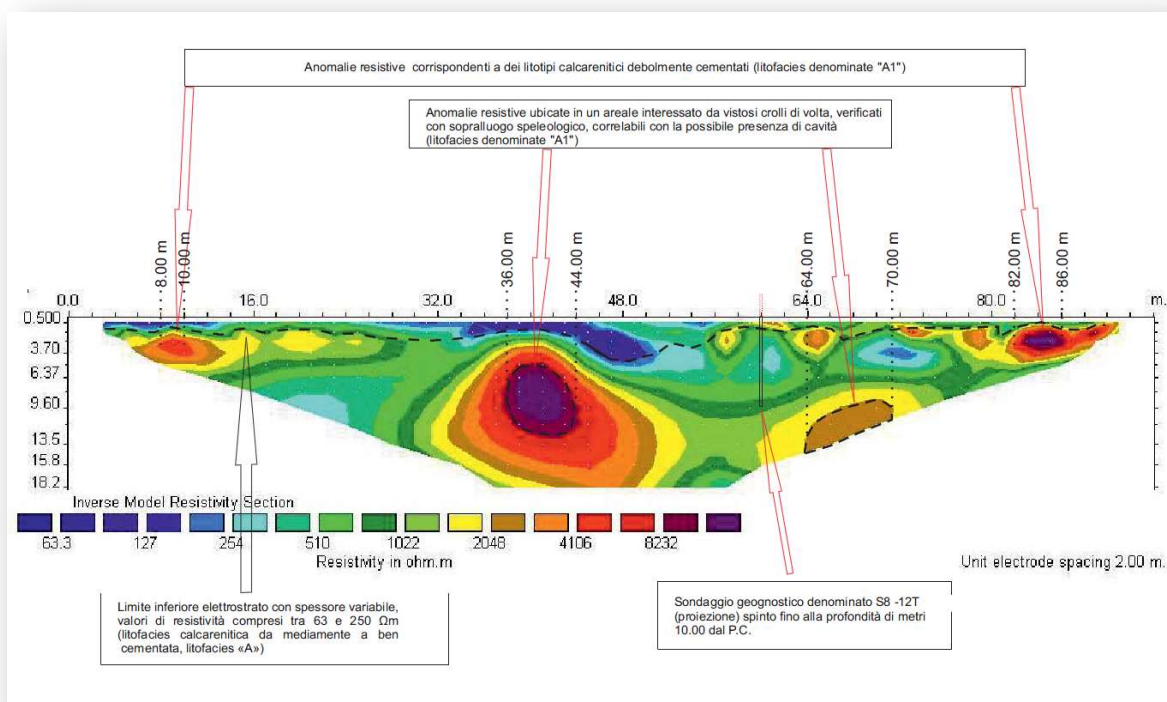 Anomalie resistive corrispondenti a dei litotipi calcarenitici debolmente cementati (litofacies denominate "A1")
Anomalie resistive ubicate in un areale interessato da vistosi crolli di volta, verificati
con sopralluogo speleologico, correlabili con la possibile presenza di cavità
(litofacies denominate "A1")
8.00 m
10.00 m
36.00 m
44.00 m
64.00 m
70.00 m
82.00 m
86.00 m
0.0 16.0 32.0 48.0 64.0 80.0 m.
0.500
3.70
6.37
9.60
13.5
15.8
18.2
Inverse Model Resistivity Section
63.3 127 254 510 1022 2048 4106 8232
Resistivity in ohm.m
Unit electrode spacing 2.00 m.
Limite inferiore elettrostrato con spessore variabile,
valori di resistività compresi tra 63 e 250 Ωm
(litofacies calcarenitica da mediamente a ben
cementata, litofacies «A»)
Sondaggio geognostico denominato S8 -12T
(proiezione) spinto fino alla profondità di metri
10.00 dal P.C.